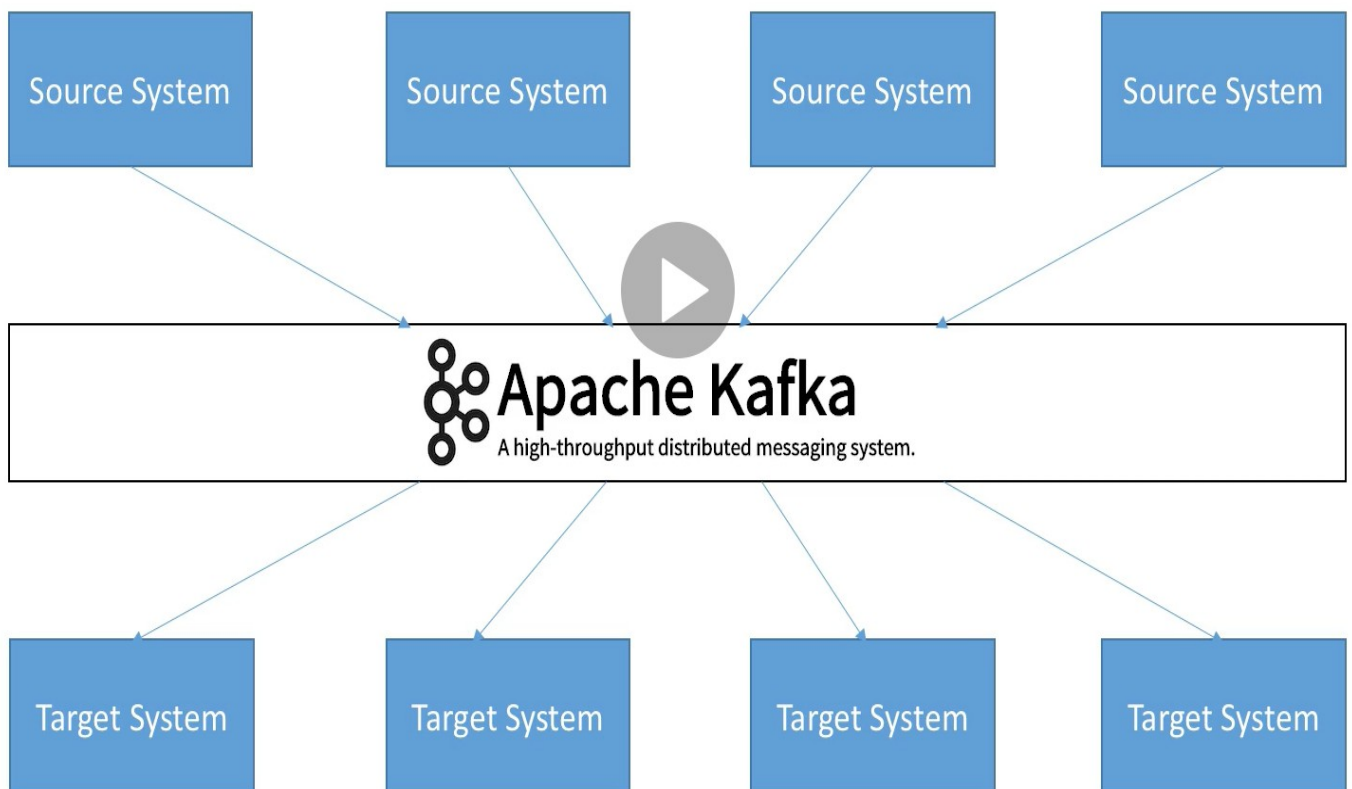 Source System
Source System
Source System
Source System
Apache Kafka
A high-throughput distributed messaging system.
Target System
Target System
Target System
Target System